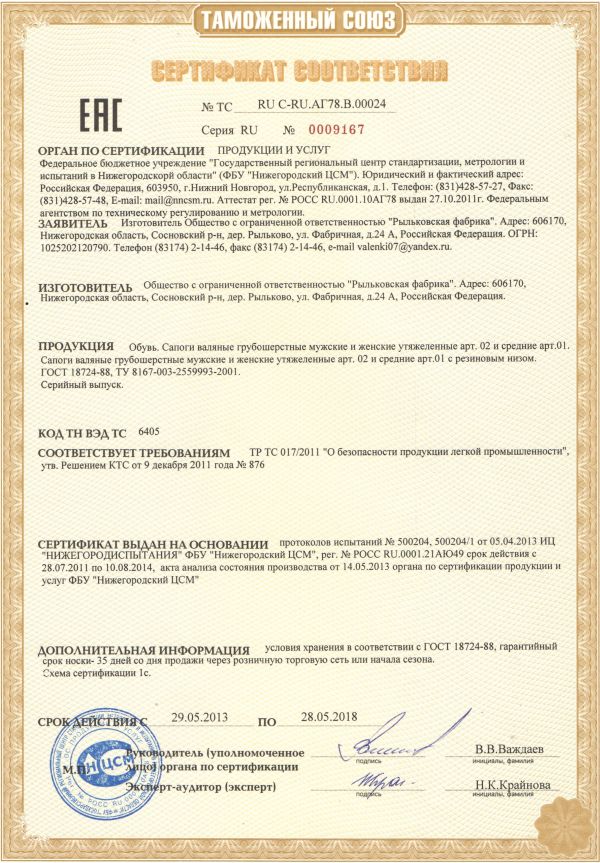 ТАМОЖЕННЫЙ СОЮЗ
СЕРТИФИКАТ СООТВЕТСТВИЯ
ЕАС
№ ТС RU C-RU.АГ78.В.00024
Серия RU № 0009167
ОРГАН ПО СЕРТИФИКАЦИИ ПРОДУКЦИИ И УСЛУГ
Федеральное бюджетное учреждение "Государственный региональный центр стандартизации, метрологии и
испытаний в Нижегородской области" (ФБУ "Нижегородский ЦСМ"). Юридический и фактический адрес:
Российская Федерация, 603950, г.Нижний Новгород, ул.Республиканская, д.1. Телефон: (831)428-57-27, Факс:
(831)428-57-48, E-mail: mail@nncsm.ru. Аттестат рег. № РОСС RU.0001.10АГ78 выдан 27.10.2011г. Федеральным
агентством по техническому регулированию и метрологии.
ЗАЯВИТЕЛЬ Изготовитель Общество с ограниченной ответственностью "Рыльковская фабрика". Адрес: 606170,
Нижегородская область, Сосновский р-н, дер. Рыльково, ул. Фабричная, д.24 А, Российская Федерация. ОГРН:
1025202120790. Телефон (83174) 2-14-46, факс (83174) 2-14-46, e-mail valenki07@yandex.ru.
ИЗГОТОВИТЕЛЬ Общество с ограниченной ответственностью "Рыльковская фабрика". Адрес: 606170,
Нижегородская область, Сосновский р-н, дер. Рыльково, ул. Фабричная, д.24 А, Российская Федерация.
ПРОДУКЦИЯ Обувь. Сапоги валяные грубошерстные мужские и женские утяжеленные арт. 02 и средние арт.01.
Сапоги валяные грубошерстные мужские и женские утяжеленные арт. 02 и средние арт.01 с резиновым низом.
ГОСТ 18724-88, ТУ 8167-003-2559993-2001.
Серийный выпуск.
КОД ТН ВЭД ТС 6405
СООТВЕТСТВУЕТ ТРЕБОВАНИЯМ ТР ТС 017/2011 "О безопасности продукции легкой промышленности",
утв. Решением КТС от 9 декабря 2011 года № 876
СЕРТИФИКАТ ВЫДАН НА ОСНОВАНИИ протоколов испытаний № 500204, 500204/1 от 05.04.2013 ИЦ
"НИЖЕГОРОДИСПЫТАНИЯ" ФБУ "Нижегородский ЦСМ", рег. № РОСС RU.0001.21АЮ49 срок действия с
28.07.2011 по 10.08.2014, акта анализа состояния производства от 14.05.2013 органа по сертификации продукции и
услуг ФБУ "Нижегородский ЦСМ"
ДОПОЛНИТЕЛЬНАЯ ИНФОРМАЦИЯ условия хранения в соответствии с ГОСТ 18724-88, гарантийный
срок носки- 35 дней со дня продажи через розничную торговую сеть или начала сезона.
Схема сертификации 1с.
СРОК ДЕЙСТВИЯ С 29.05.2013 ПО 28.05.2018
Руководитель (уполномоченное
М.П. лицо) органа по сертификации
подпись
В.В.Важдаев
инициалы, фамилия
Эксперт-аудитор (эксперт)
подпись
Н.К.Крайнова
инициалы, фамилия